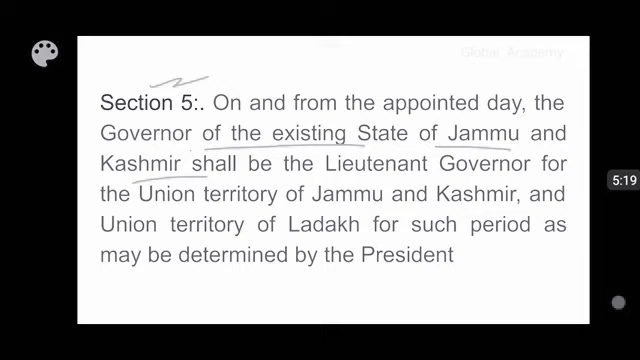 Global Academy
Section 5:. On and from the appointed day, the
Governor of the existing State of Jammu and
Kashmir shall be the Lieutenant Governor for
the Union territory of Jammu and Kashmir, and
Union territory of Ladakh for such period as
may be determined by the President
5:19